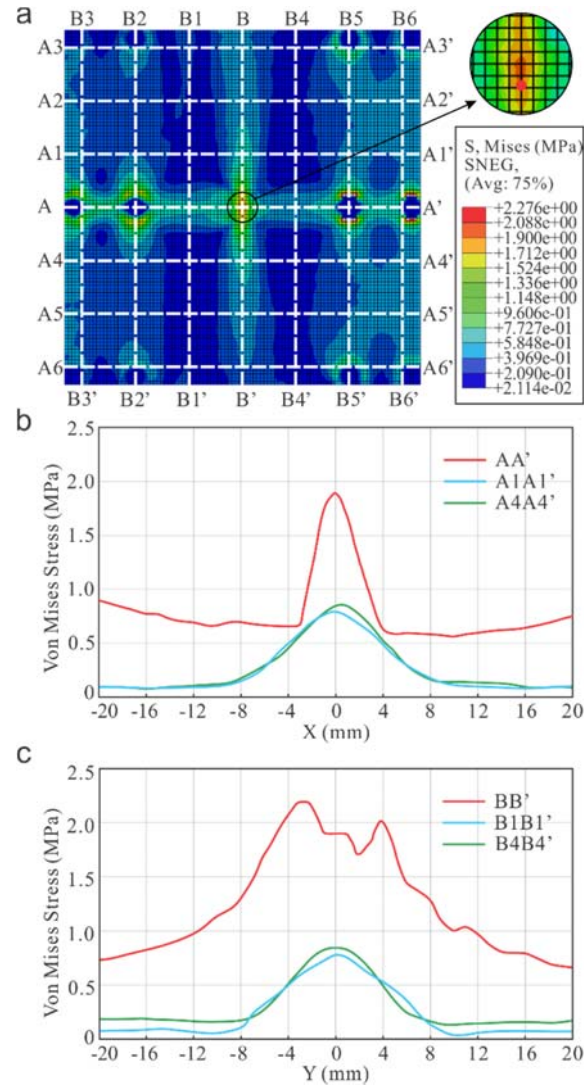 a
B3 B2 B1 B B4 B5 B6
A3 A3'
A2 A2'
A1 A1'
A A'
A4 A4'
A5 A5'
A6 A6'
B3' B2' B1' B' B4' B5' B6'
S, Mises (MPa)
SNEG,
(Avg: 75%)
+2.276e+00
+2.088e+00
+1.900e+00
+1.712e+00
+1.524e+00
+1.336e+00
+1.148e+00
+9.606e-01
+7.727e-01
+5.848e-01
+3.969e-01
+2.090e-01
+2.114e-02
b
Von Mises Stress (MPa)
2.5
2.0
1.5
1.0
0.5
0
AA'
A1A1'
A4A4'
-20 -16 -12 -8 -4 0 4 8 12 16 20
X (mm)
c
Von Mises Stress (MPa)
2.5
2.0
1.5
1.0
0.5
0
BB'
B1B1'
B4B4'
-20 -16 -12 -8 -4 0 4 8 12 16 20
Y (mm)